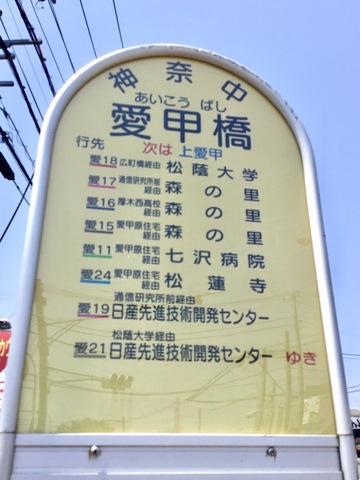 神奈中
あいこう ばし
愛甲橋
行先 次は 上愛甲
愛18 広町橋経由 松蔭大学
愛17 通信研究所前経由 森の里
愛16 厚木西高校経由 森の里
愛15 愛甲原住宅経由 森の里
愛11 愛甲原住宅経由 七沢病院
愛24 愛甲原住宅経由 松蓮寺
通信研究所前経由
愛19 日産先進技術開発センター
松蔭大学経由
愛21 日産先進技術開発センター ゆき